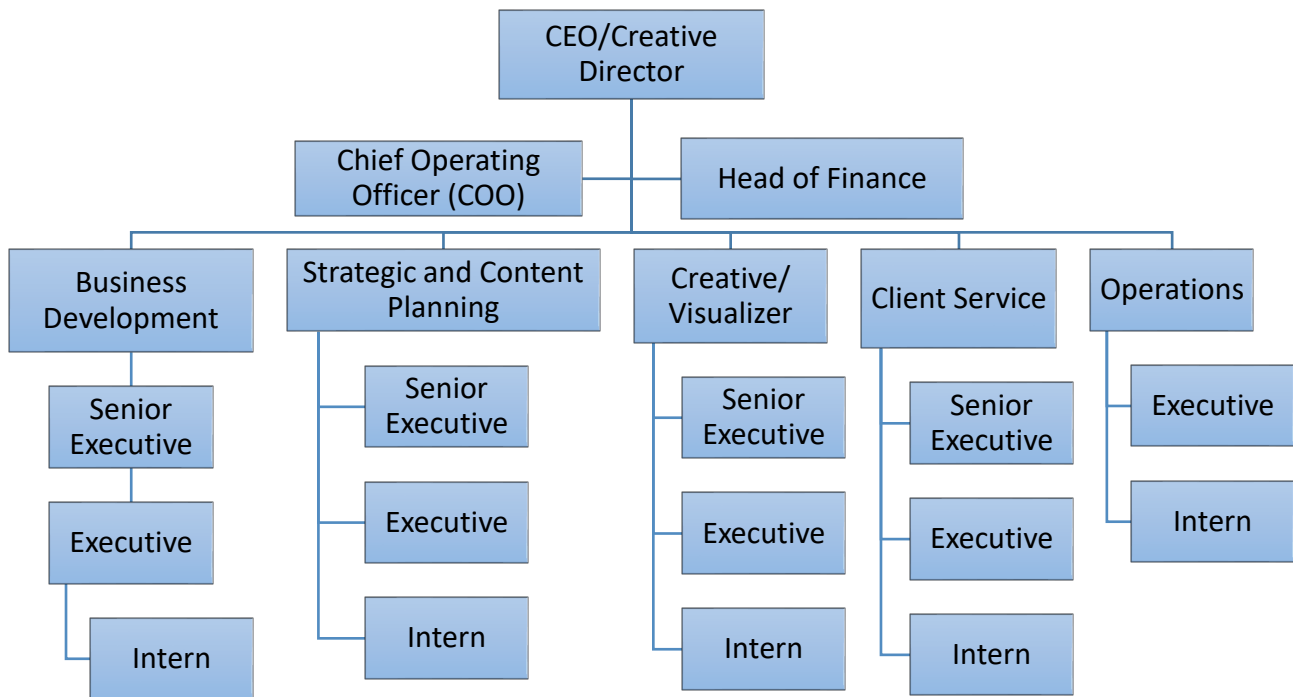 CEO/Creative
Director
Chief Operating
Officer (COO)
Head of Finance
Business
Development
Senior
Executive
Executive
Intern
Strategic and Content
Planning
Senior
Executive
Executive
Intern
Creative/
Visualizer
Senior
Executive
Executive
Intern
Client Service
Senior
Executive
Executive
Intern
Operations
Executive
Intern